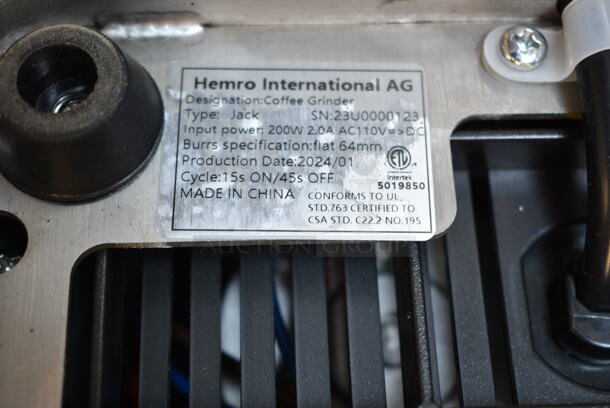 Hemro International AG
Designation:Coffee Grinder
Type: Jack SN:23U0000123
Input power: 200W 2.0A AC110V=>DC
Burrs specification:flat 64mm
Production Date:2024/01
Cycle:15s ON/45s OFF
MADE IN CHINA
ETL
Intertek
5019850
CONFORMS TO UL.
STD.763 CERTIFIED TO
CSA STD. C22.2 NO.195
AUCTION GROUP